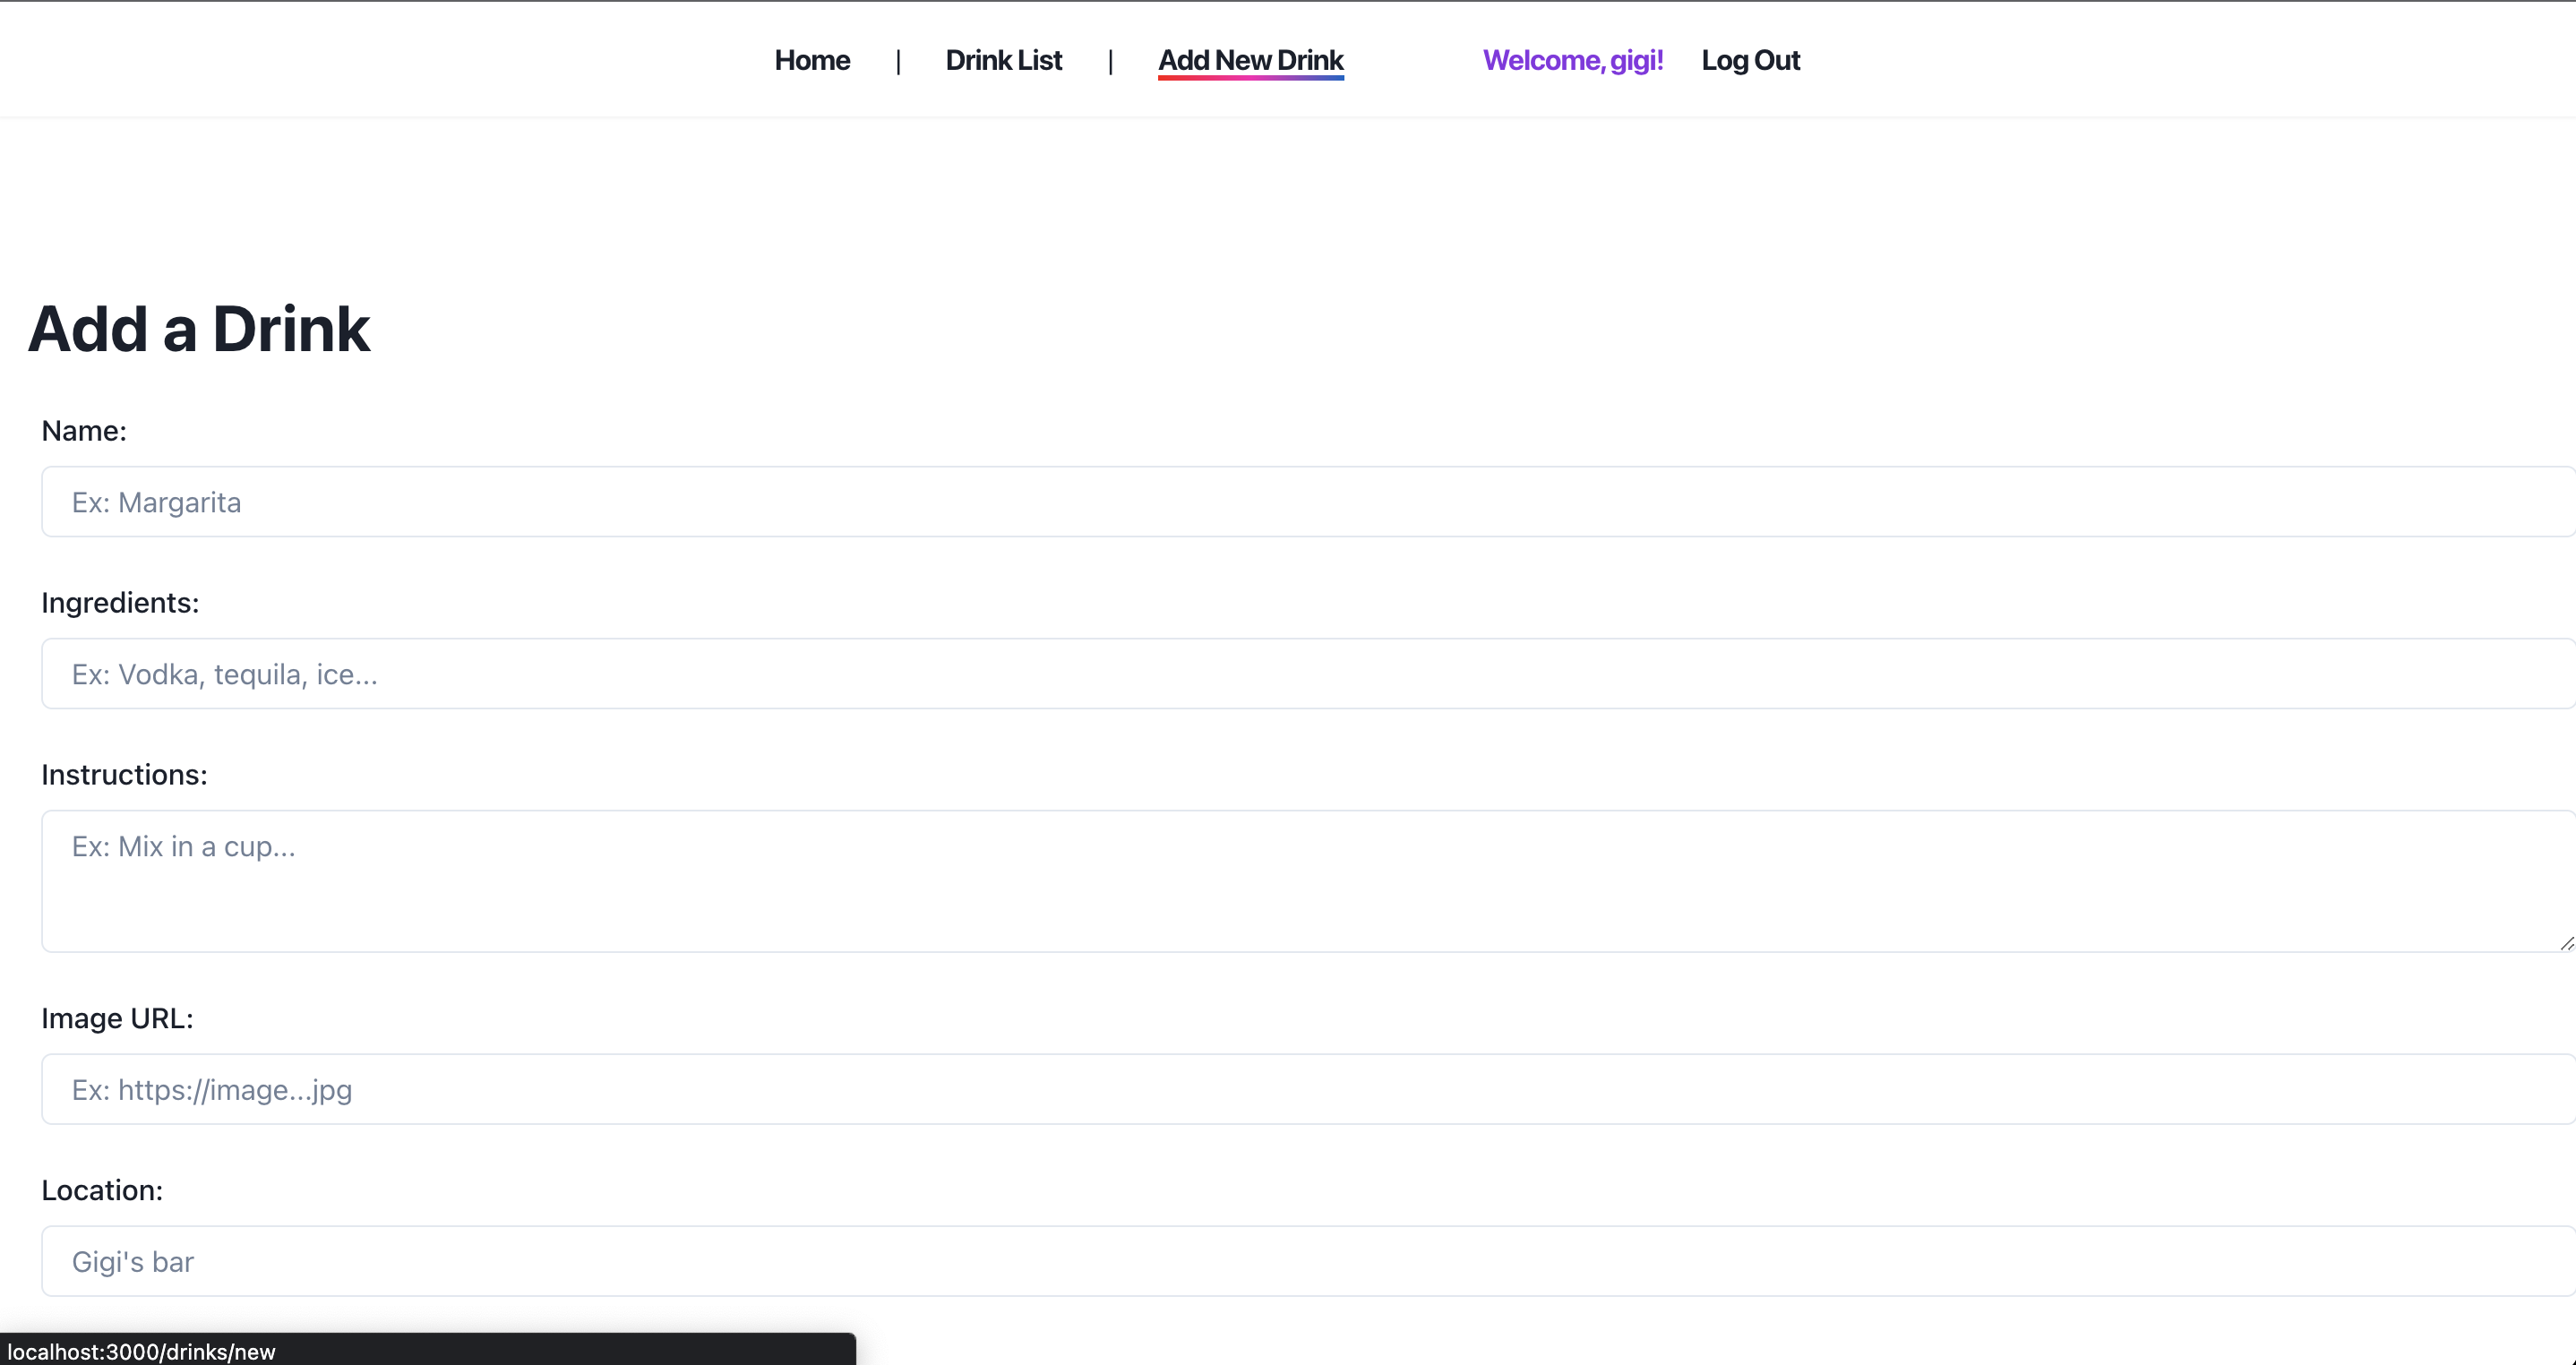 Home | Drink List | Add New Drink Welcome, gigi! Log Out
Add a Drink
Name:
Ex: Margarita
Ingredients:
Ex: Vodka, tequila, ice...
Instructions:
Ex: Mix in a cup...
Image URL:
Ex: https://image...jpg
Location:
Gigi's bar
localhost:3000/drinks/new